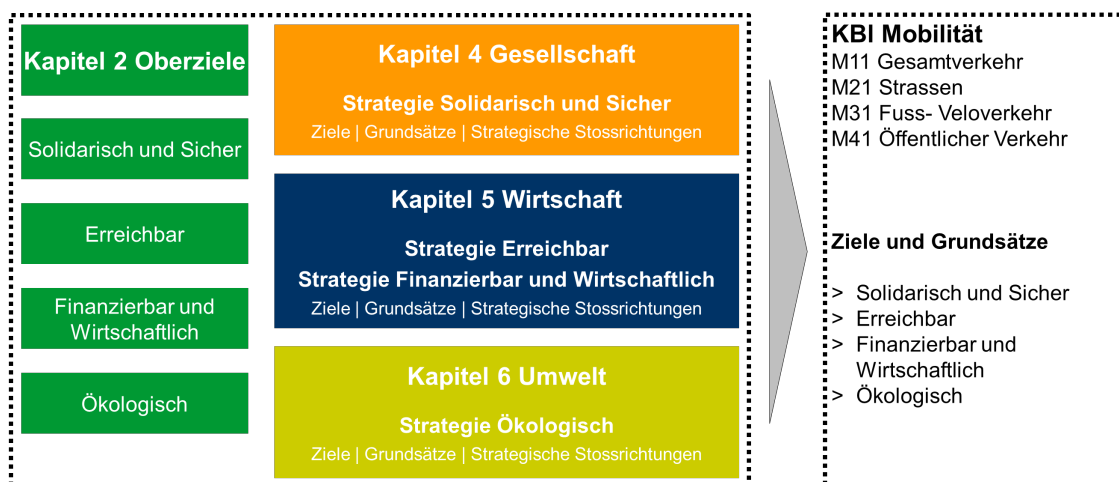 Kapitel 2 Oberziele
Solidarisch und Sicher
Erreichbar
Finanzierbar und
Wirtschaftlich
Ökologisch
Kapitel 4 Gesellschaft
Strategie Solidarisch und Sicher
Ziele | Grundsätze | Strategische Stossrichtungen
Kapitel 5 Wirtschaft
Strategie Erreichbar
Strategie Finanzierbar und Wirtschaftlich
Ziele | Grundsätze | Strategische Stossrichtungen
Kapitel 6 Umwelt
Strategie Ökologisch
Ziele | Grundsätze | Strategische Stossrichtungen
KBI Mobilität
M11 Gesamtverkehr
M21 Strassen
M31 Fuss- Veloverkehr
M41 Öffentlicher Verkehr
Ziele und Grundsätze
> Solidarisch und Sicher
> Erreichbar
> Finanzierbar und
Wirtschaftlich
> Ökologisch